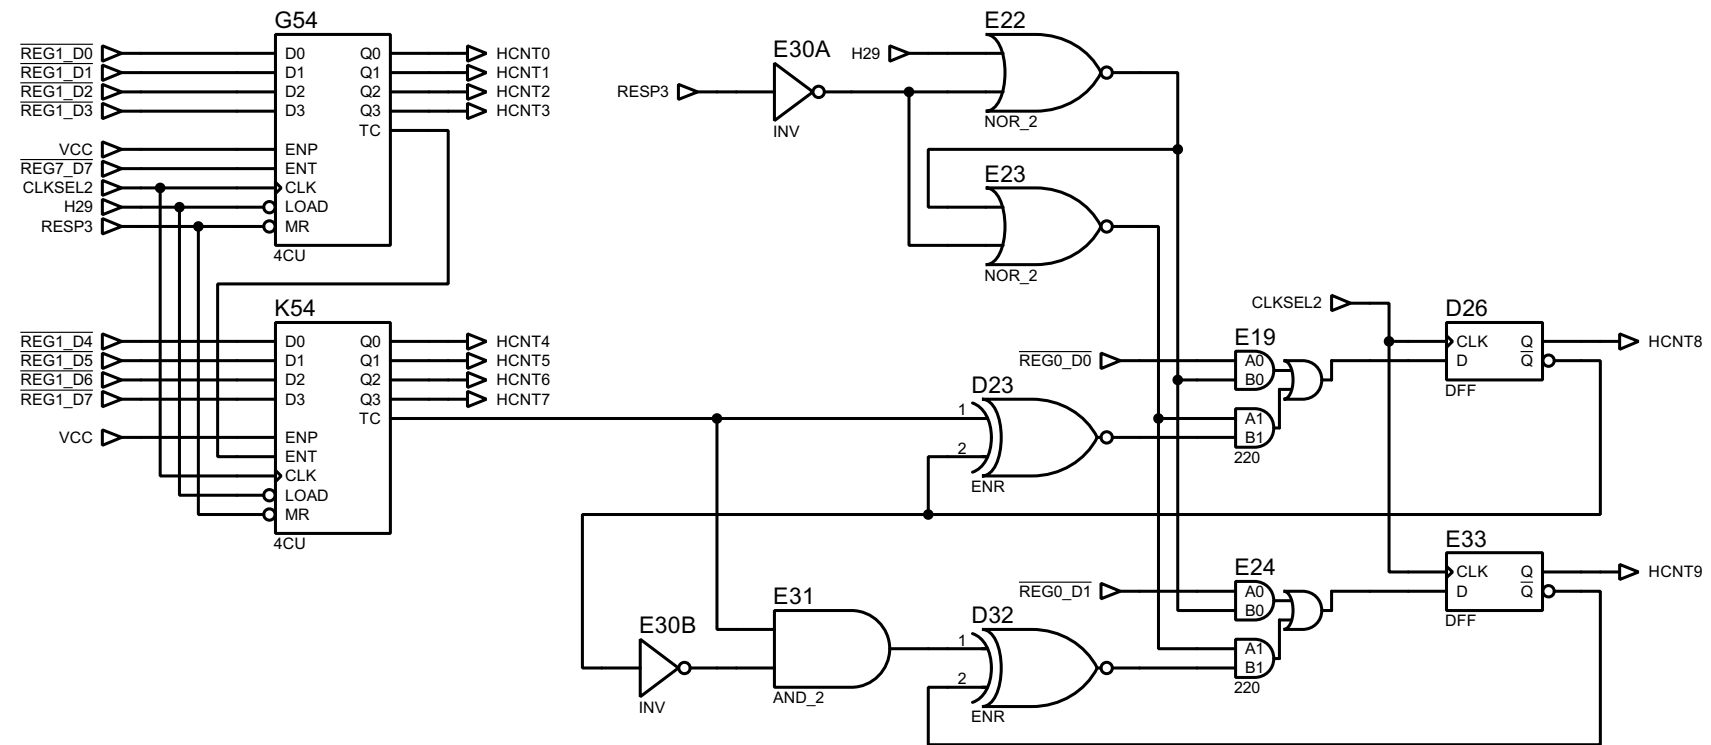 G54
REG1_D0 D0 Q0 HCNT0
REG1_D1 D1 Q1 HCNT1
REG1_D2 D2 Q2 HCNT2
REG1_D3 D3 Q3 HCNT3
TC
VCC ENP
REG7_D7 ENT
CLKSEL2 CLK
H29 LOAD
RESP3 MR
4CU
K54
REG1_D4 D0 Q0 HCNT4
REG1_D5 D1 Q1 HCNT5
REG1_D6 D2 Q2 HCNT6
REG1_D7 D3 Q3 HCNT7
TC
VCC ENP
ENT
CLK
LOAD
MR
4CU
E22
E30A
H29
RESP3
INV
NOR_2
E23
NOR_2
CLKSEL2
D26
E19
CLK Q HCNT8
REG0_D0 A0
D Q
B0
DFF
D23
1
A1
B1
2
220
ENR
E33
E24
CLK Q HCNT9
REG0_D1 A0
D Q
B0
DFF
E31
D32
E30B
1
A1
B1
2
220
AND_2
INV
ENR